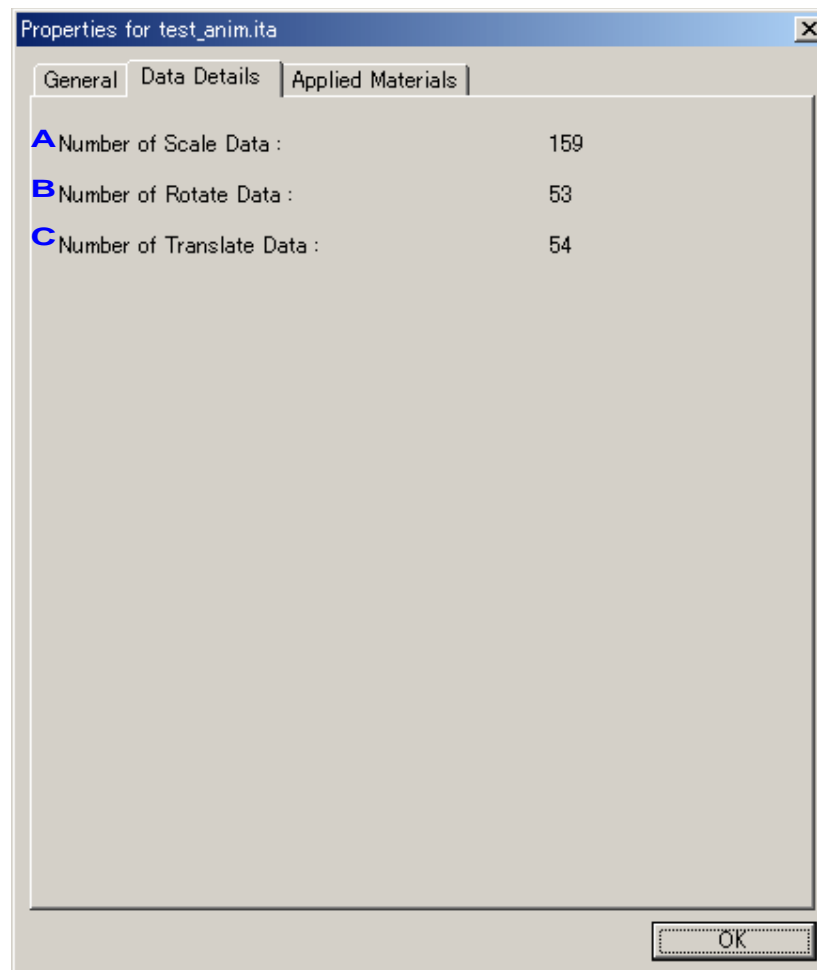 Properties for test_anim.ita
General Data Details Applied Materials
A Number of Scale Data : 159
B Number of Rotate Data : 53
C Number of Translate Data : 54
OK